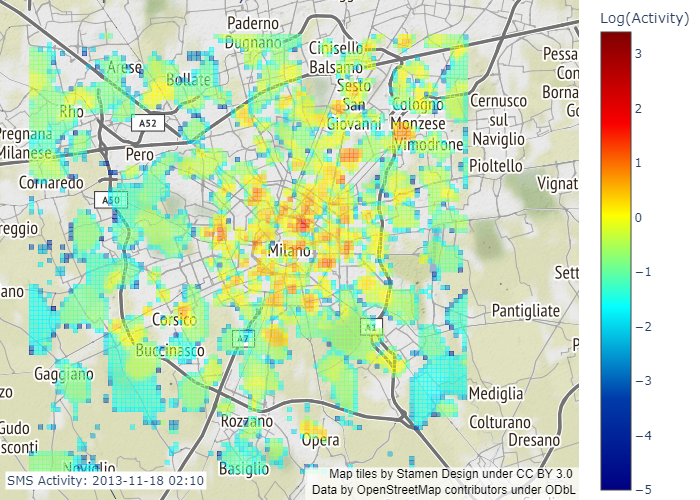 Log(Activity)
Paderno
Dugnano
Cinisello
Balsamo
Arese
Bollate
Sesto
San
Giovanni
Cologno
Monzese
Cernusco
sul
Naviglio
Pessa
Con
Borna
Go
Rho
A52
Pregnana
Milanese
Pero
Vimodrone
Pioltello
Cornaredo
Vignat
A50
reggio
Milano
Sett
ano
Pantigliate
Corsico
A7
A1
Buccinasco
P
Gaggiano
zo
Mediglia
Rozzano
Colturano
Gudo
sconti
Opera
Dresano
Noviglio
Basiglio
SMS Activity: 2013-11-18 02:10
Map tiles by Stamen Design under CC BY 3.0
Data by OpenStreetMap contributors under ODbL
3
2
1
0
−1
−2
−3
−4
−5